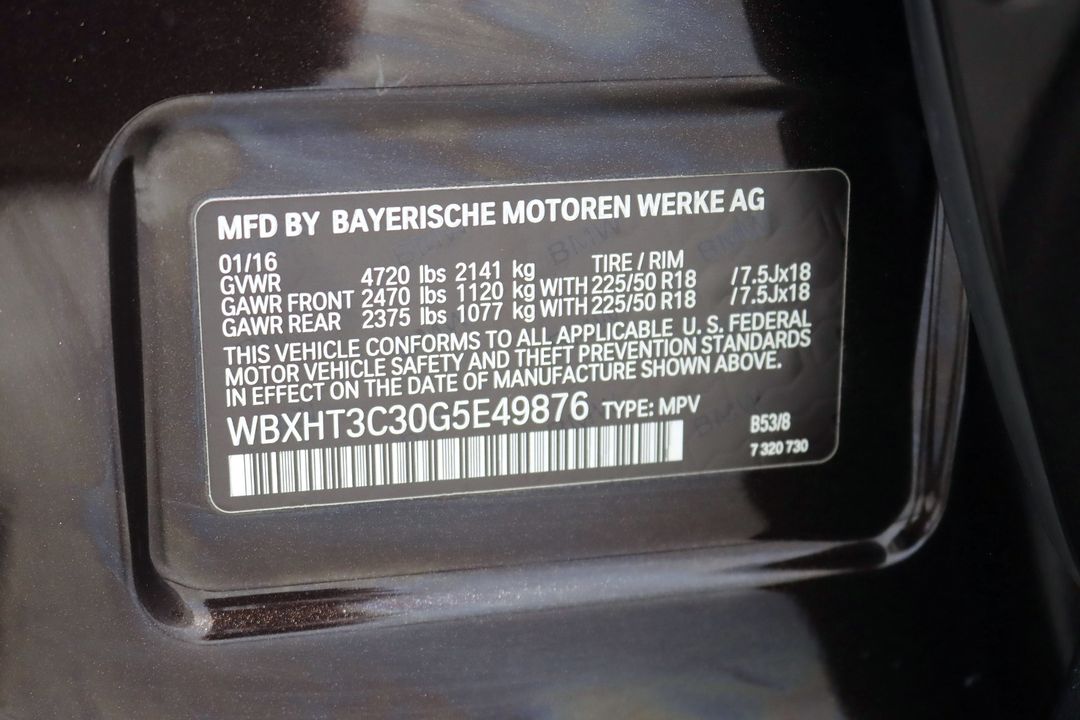 MFD BY BAYERISCHE MOTOREN WERKE AG
01/16 TIRE / RIM
GVWR 4720 lbs 2141 kg
GAWR FRONT 2470 lbs 1120 kg WITH 225/50 R18 /7.5Jx18
GAWR REAR 2375 lbs 1077 kg WITH 225/50 R18 /7.5Jx18
THIS VEHICLE CONFORMS TO ALL APPLICABLE U. S. FEDERAL
MOTOR VEHICLE SAFETY AND THEFT PREVENTION STANDARDS
IN EFFECT ON THE DATE OF MANUFACTURE SHOWN ABOVE.
WBXHT3C30G5E49876 TYPE: MPV
B53/8
7 320 730
BMW BMW BMW